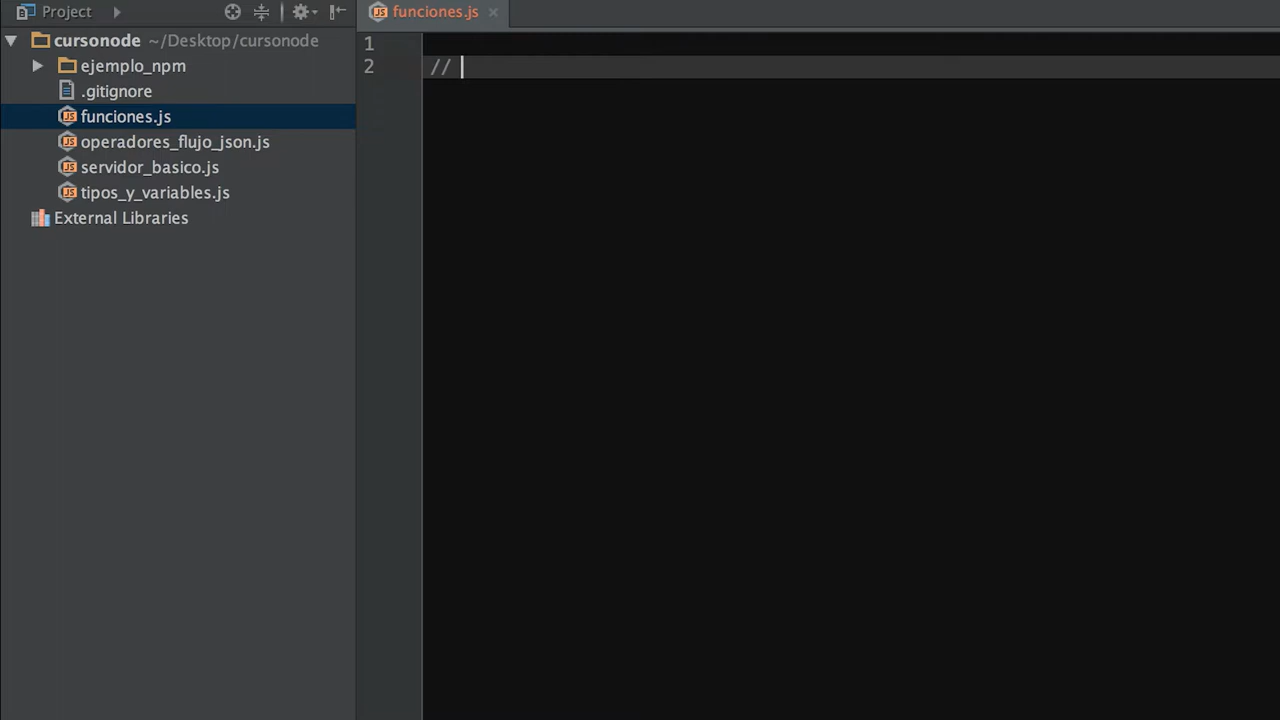 Project
funciones.js
cursonode ~/Desktop/cursonode
ejemplo_npm
.gitignore
funciones.js
operadores_flujo_json.js
servidor_basico.js
tipos_y_variables.js
External Libraries
1
2 //